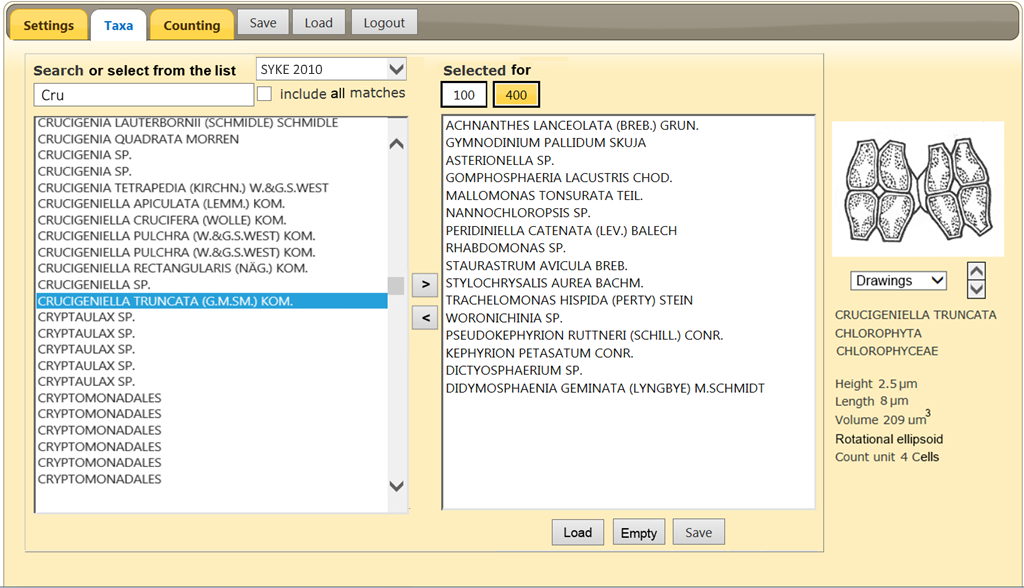 Settings Taxa Counting Save Load Logout
Search or select from the list SYKE 2010
Cru include all matches
CRUCIGENIA LAUTERBORNII (SCHMIDLE) SCHMIDLE
CRUCIGENIA QUADRATA MORREN
CRUCIGENIA SP.
CRUCIGENIA SP.
CRUCIGENIA TETRAPEDIA (KIRCHN.) W.&G.S.WEST
CRUCIGENIELLA APICULATA (LEMM.) KOM.
CRUCIGENIELLA CRUCIFERA (WOLLE) KOM.
CRUCIGENIELLA PULCHRA (W.&G.S.WEST) KOM.
CRUCIGENIELLA PULCHRA (W.&G.S.WEST) KOM.
CRUCIGENIELLA RECTANGULARIS (NÄG.) KOM.
CRUCIGENIELLA SP.
CRUCIGENIELLA TRUNCATA (G.M.SM.) KOM.
CRYPTAULAX SP.
CRYPTAULAX SP.
CRYPTAULAX SP.
CRYPTAULAX SP.
CRYPTAULAX SP.
CRYPTOMONADALES
CRYPTOMONADALES
CRYPTOMONADALES
CRYPTOMONADALES
CRYPTOMONADALES
CRYPTOMONADALES
>
<
Selected for
100 400
ACHNANTHES LANCEOLATA (BREB.) GRUN.
GYMNODINIUM PALLIDUM SKUJA
ASTERIONELLA SP.
GOMPHOSPHAERIA LACUSTRIS CHOD.
MALLOMONAS TONSURATA TEIL.
NANNOCHLOROPSIS SP.
PERIDINIELLA CATENATA (LEV.) BALECH
RHABDOMONAS SP.
STAURASTRUM AVICULA BREB.
STYLOCHRYSALIS AUREA BACHM.
TRACHELOMONAS HISPIDA (PERTY) STEIN
WORONICHINIA SP.
PSEUDOKEPHYRION RUTTNERI (SCHILL.) CONR.
KEPHYRION PETASATUM CONR.
DICTYOSPHAERIUM SP.
DIDYMOSPHAENIA GEMINATA (LYNGBYE) M.SCHMIDT
Load Empty Save
Drawings
CRUCIGENIELLA TRUNCATA
CHLOROPHYTA
CHLOROPHYCEAE
Height 2.5 µm
Length 8 µm
Volume 209 um³
Rotational ellipsoid
Count unit 4 Cells